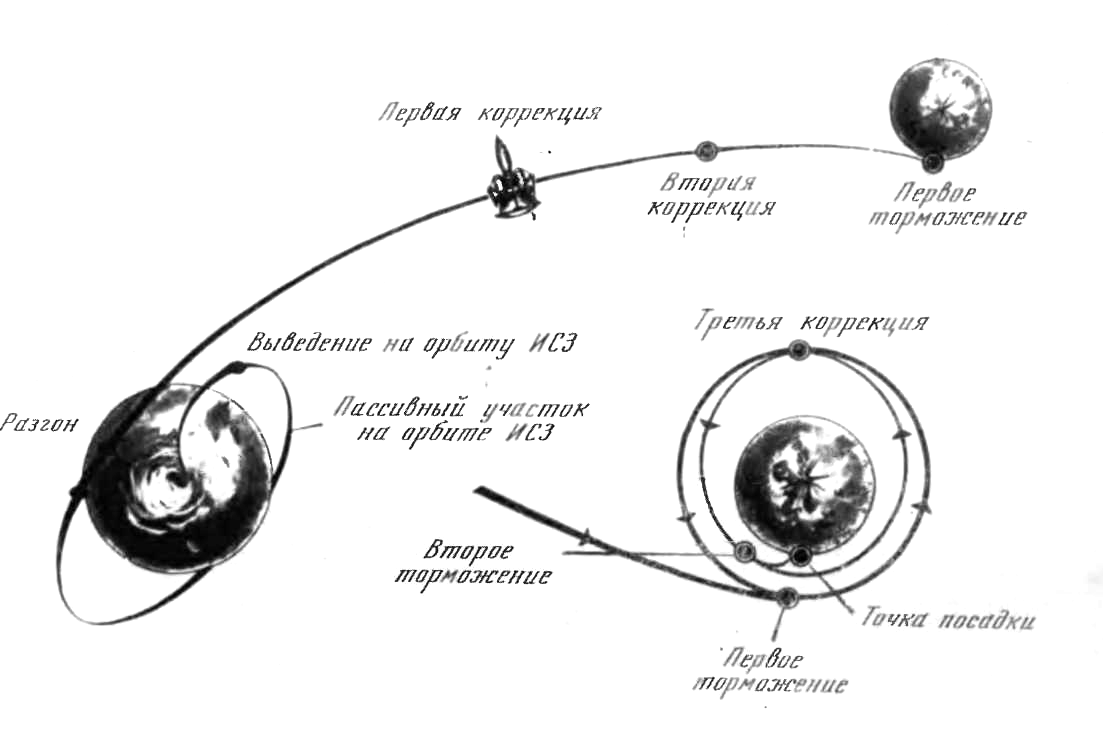 Первая коррекция
Вторая
коррекция
Первое
торможение
Выведение на орбиту ИСЗ
Разгон
Пассивный участок
на орбите ИСЗ
Третья коррекция
Второе
торможение
Точка посадки
Первое
торможение